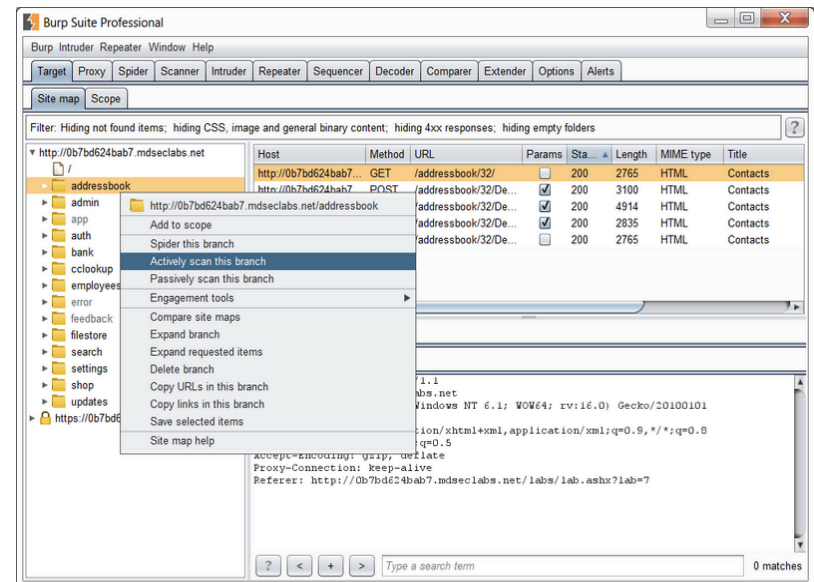 Burp Suite Professional
Burp Intruder Repeater Window Help
Target Proxy Spider Scanner Intruder Repeater Sequencer Decoder Comparer Extender Options Alerts
Site map Scope
Filter: Hiding not found items; hiding CSS, image and general binary content; hiding 4xx responses; hiding empty folders ?
http://0b7bd624bab7.mdseclabs.net
/
addressbook
admin
app
auth
bank
cclookup
employees
error
feedback
filestore
search
settings
shop
updates
https://0b7bd6
Host Method URL Params Sta... Length MIME type Title
http://0b7bd624bab7... GET /addressbook/32/ 200 2765 HTML Contacts
http://0b7bd624bab7... POST /addressbook/32/De... 200 3100 HTML Contacts
/addressbook/32/De... 200 4914 HTML Contacts
/addressbook/32/De... 200 2835 HTML Contacts
/addressbook/32/De... 200 2765 HTML Contacts
http://0b7bd624bab7.mdseclabs.net/addressbook
Add to scope
Spider this branch
Actively scan this branch
Passively scan this branch
Engagement tools
Compare site maps
Expand branch
Expand requested items
Delete branch
Copy URLs in this branch
Copy links in this branch
Save selected items
Site map help
/1.1
abs.net
Windows NT 6.1; WOW64; rv:16.0) Gecko/20100101
tion/xhtml+xml,application/xml;q=0.9,*/*;q=0.8
;q=0.5
Accept-Encoding: gzip, deflate
Proxy-Connection: keep-alive
Referer: http://0b7bd624bab7.mdseclabs.net/labs/lab.ashx?lab=7
? < + > Type a search term 0 matches